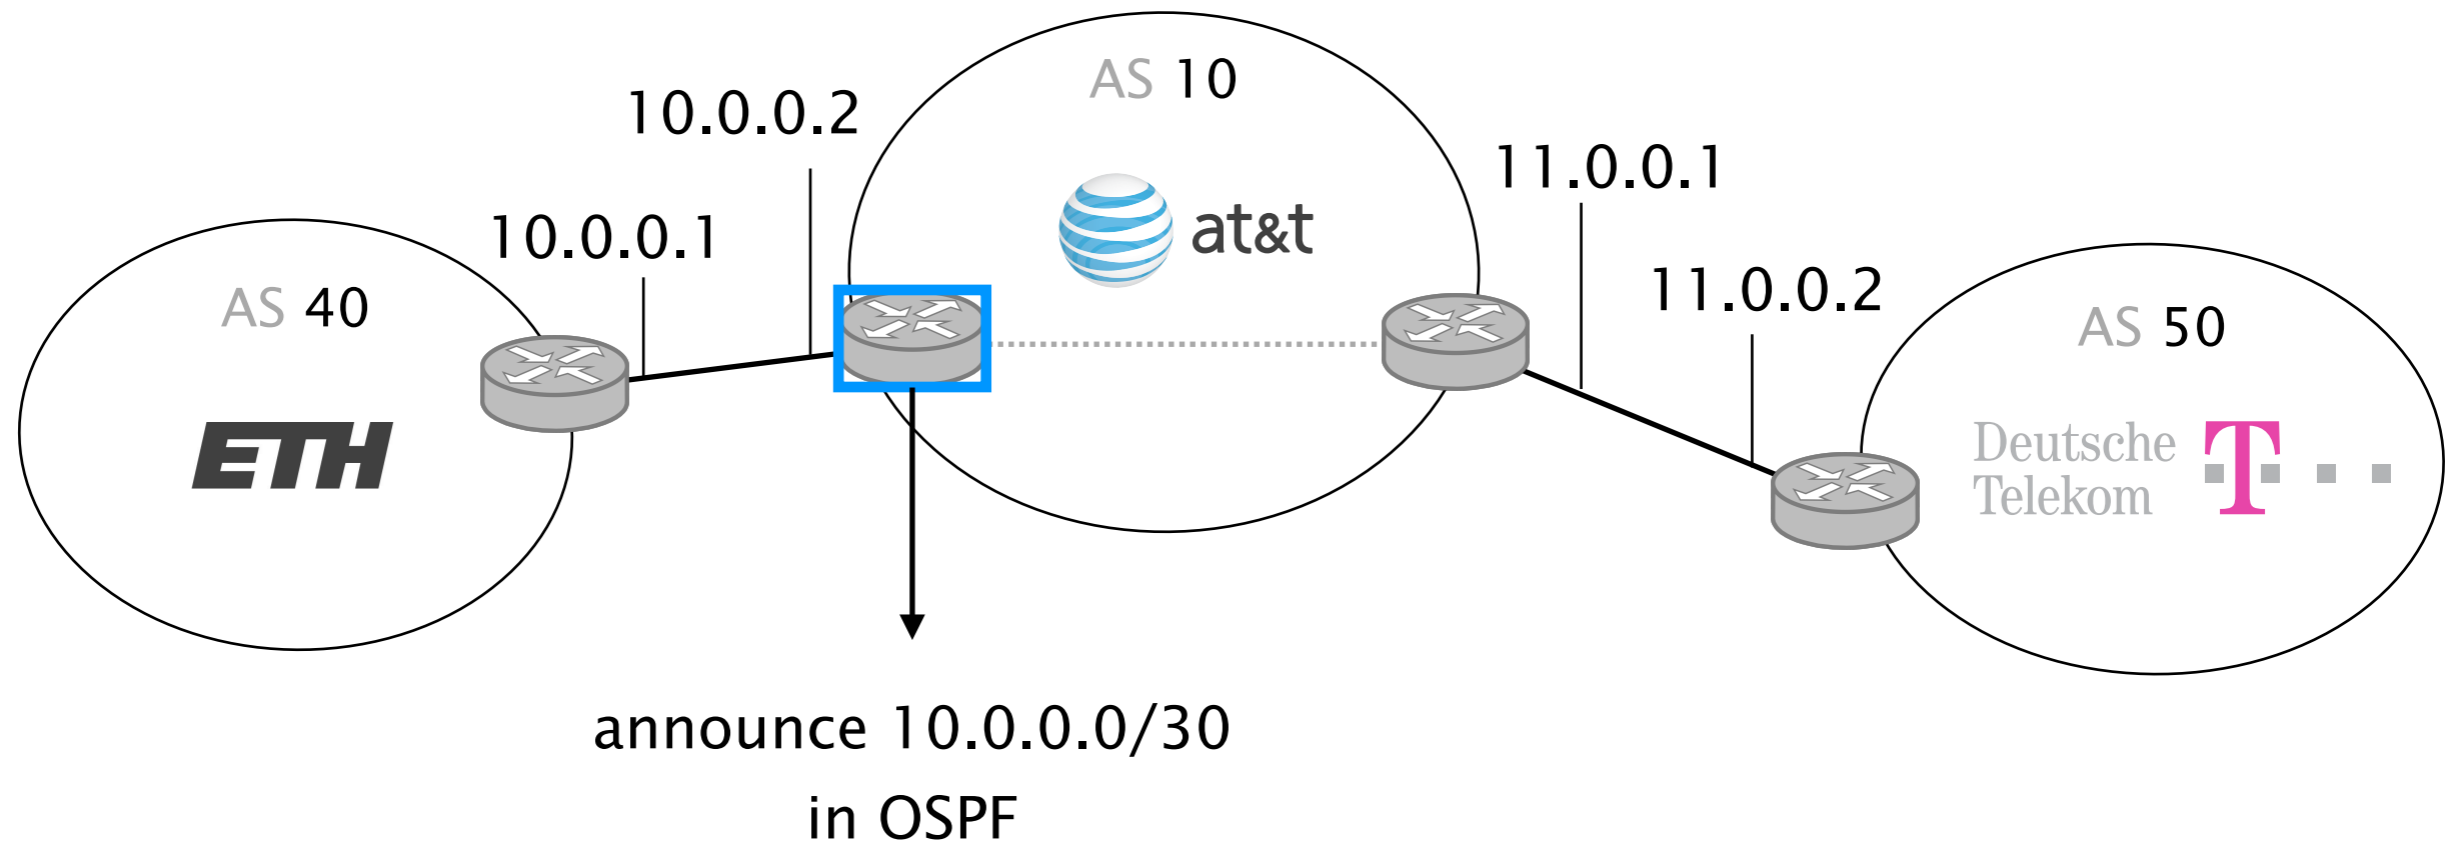 AS 10
10.0.0.2
11.0.0.1
10.0.0.1
at&t
11.0.0.2
AS 40
AS 50
ETH
Deutsche
Telekom
T
announce 10.0.0.0/30
in OSPF